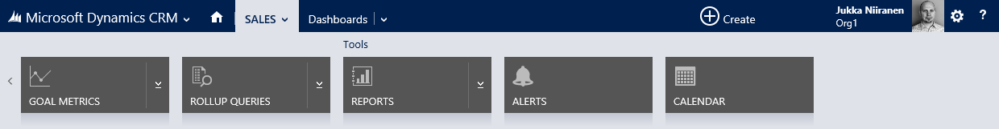 Microsoft Dynamics CRM
SALES
Dashboards
Create
Jukka Niiranen
Org1
?
Tools
GOAL METRICS
ROLLUP QUERIES
REPORTS
ALERTS
CALENDAR